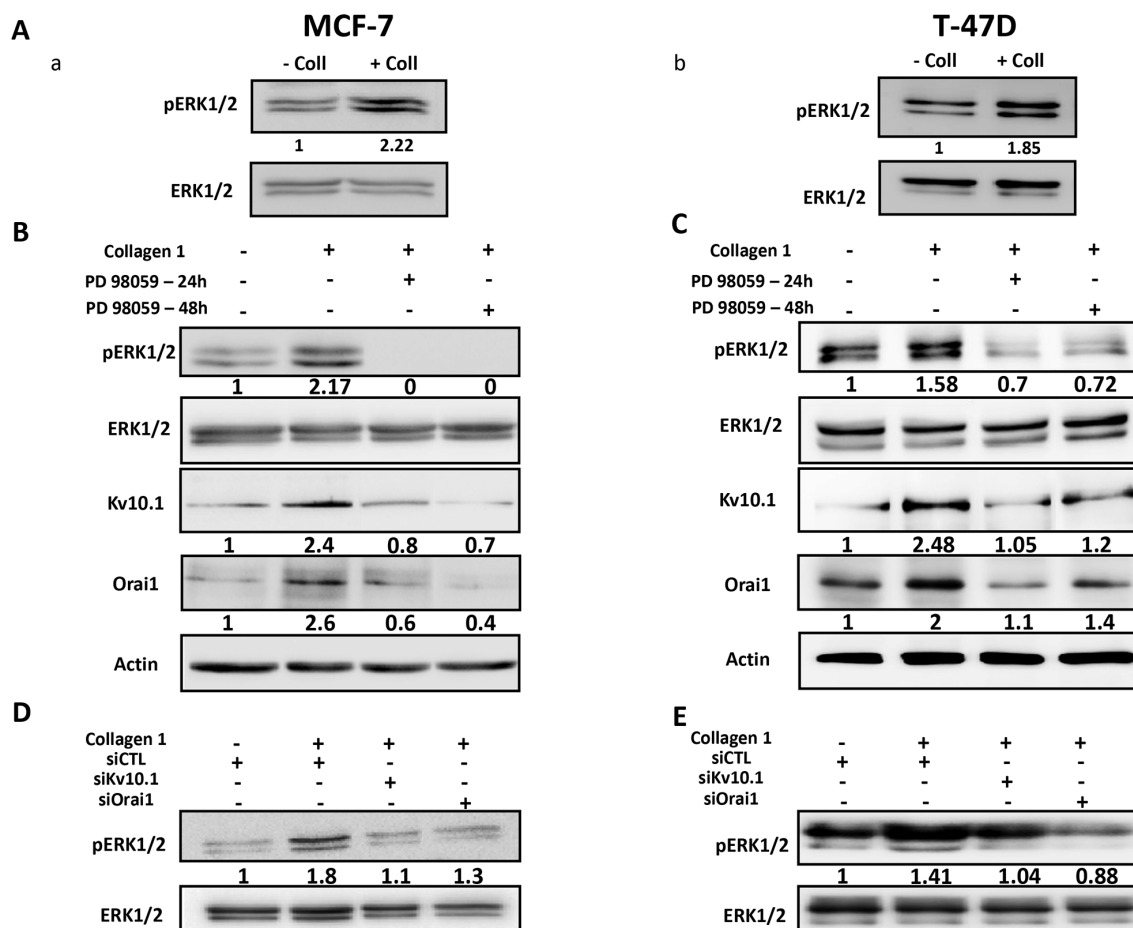 A
MCF-7
a
- Coll + Coll
pERK1/2
1 2.22
ERK1/2
T-47D
b
- Coll + Coll
pERK1/2
1 1.85
ERK1/2
B
Collagen 1 - + + +
PD 98059 – 24h - - + -
PD 98059 – 48h - - - +
pERK1/2
1 2.17 0 0
ERK1/2
Kv10.1
1 2.4 0.8 0.7
Orai1
1 2.6 0.6 0.4
Actin
C
Collagen 1 - + + +
PD 98059 – 24h - - + -
PD 98059 – 48h - - - +
pERK1/2
1 1.58 0.7 0.72
ERK1/2
Kv10.1
1 2.48 1.05 1.2
Orai1
1 2 1.1 1.4
Actin
D
Collagen 1 - + + +
siCTL + + - -
siKv10.1 - - + -
siOrai1 - - - +
pERK1/2
1 1.8 1.1 1.3
ERK1/2
E
Collagen 1 - + + +
siCTL + + - -
siKv10.1 - - + -
siOrai1 - - - +
pERK1/2
1 1.41 1.04 0.88
ERK1/2